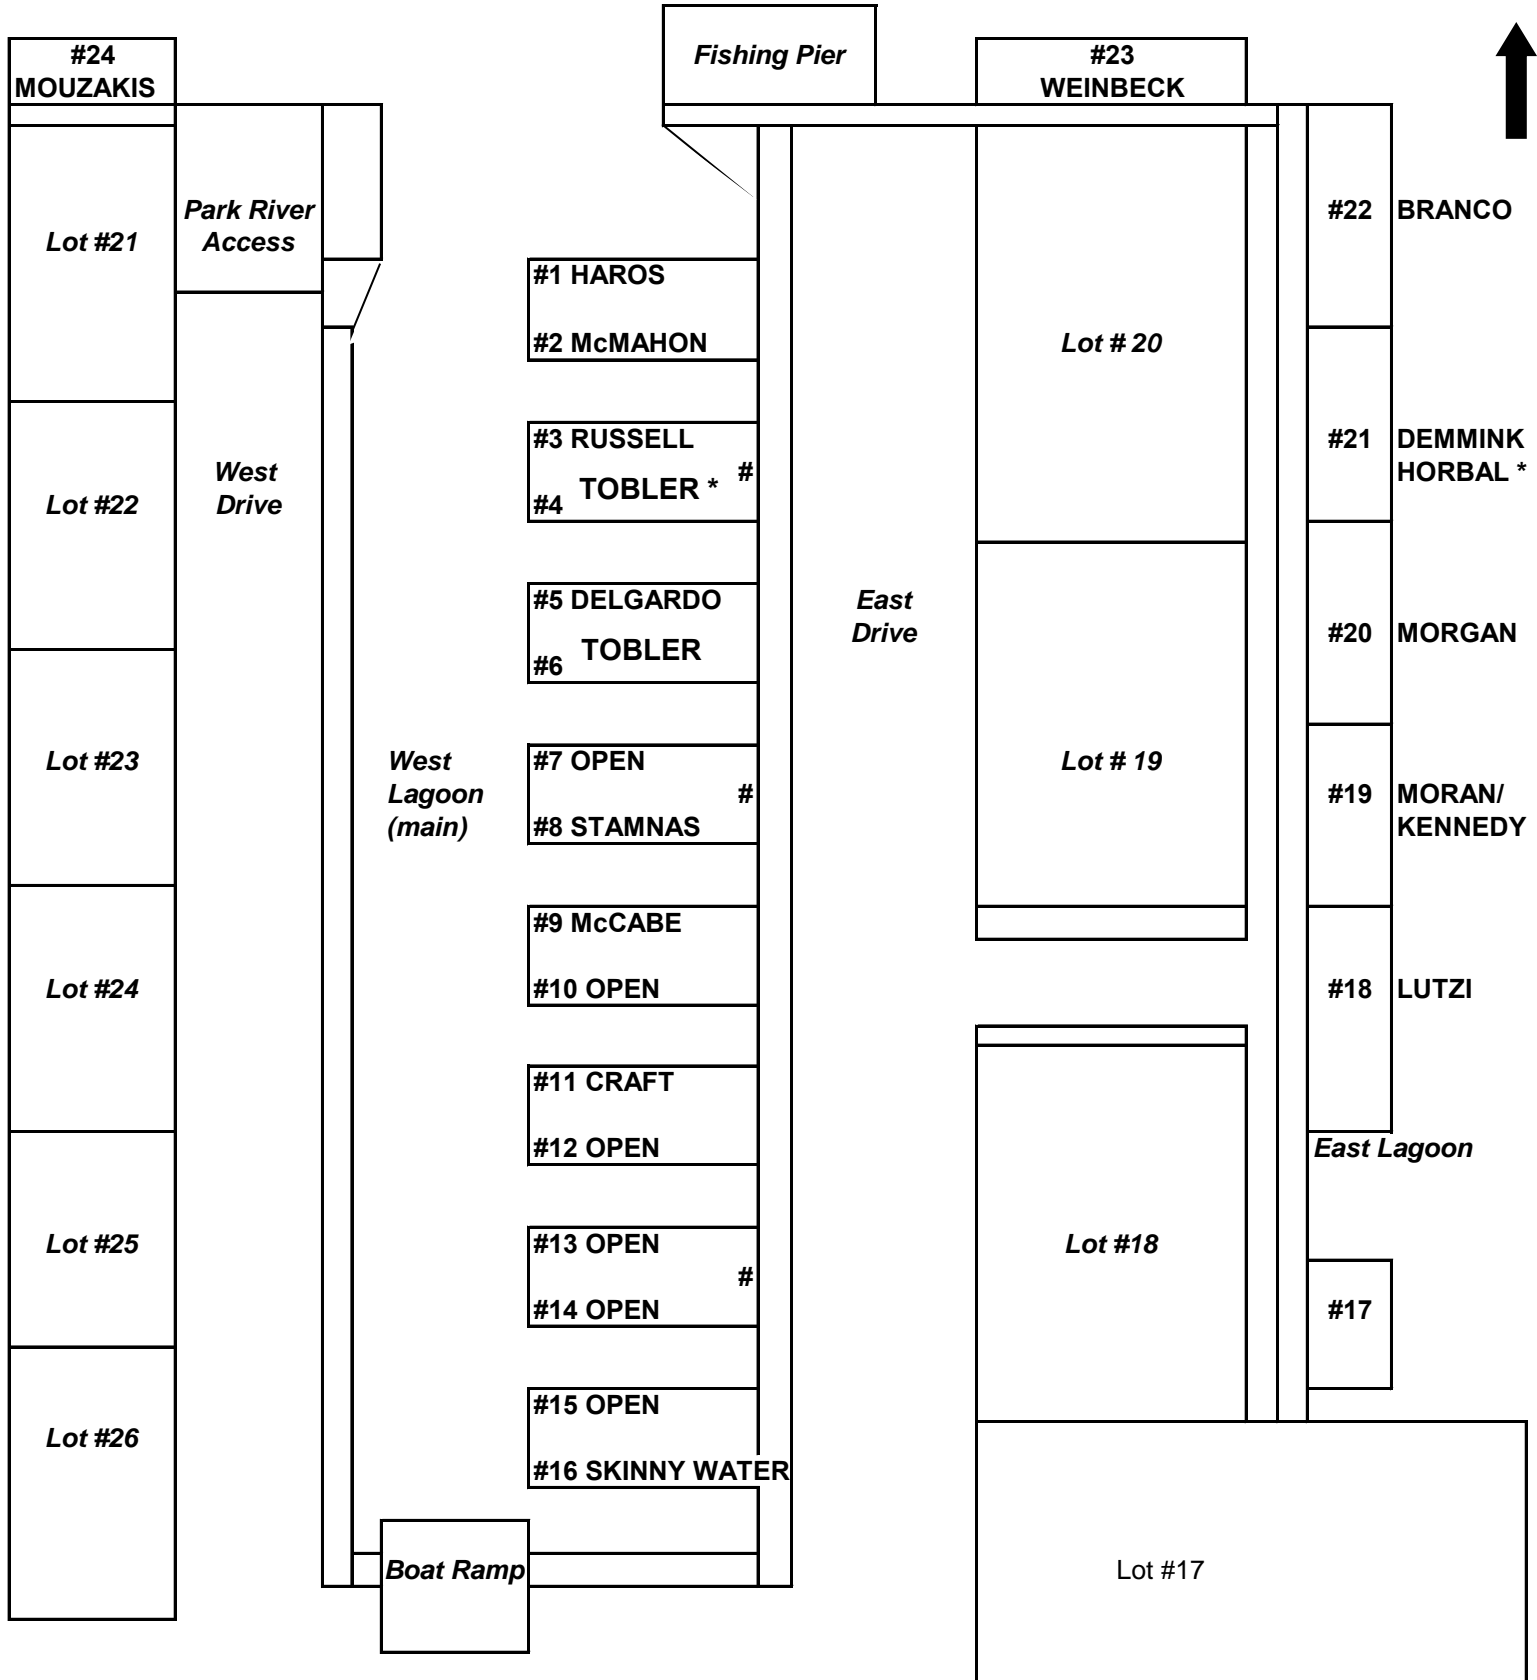 #24
MOUZAKIS
Fishing Pier
#23
WEINBECK
Lot #21
Park River
Access
#22 BRANCO
#1 HAROS
#2 McMAHON
Lot # 20
#3 RUSSELL
#
#4 TOBLER *
#21 DEMMINK
HORBAL *
Lot #22
West
Drive
#5 DELGARDO
#6 TOBLER
East
Drive
#20 MORGAN
Lot #23
West
Lagoon
(main)
#7 OPEN
#
#8 STAMNAS
Lot # 19
#19 MORAN/
KENNEDY
#9 McCABE
#10 OPEN
Lot #24
#18 LUTZI
#11 CRAFT
#12 OPEN
East Lagoon
Lot #25
#13 OPEN
#
#14 OPEN
Lot #18
#17
Lot #26
#15 OPEN
#16 SKINNY WATER
Boat Ramp
Lot #17